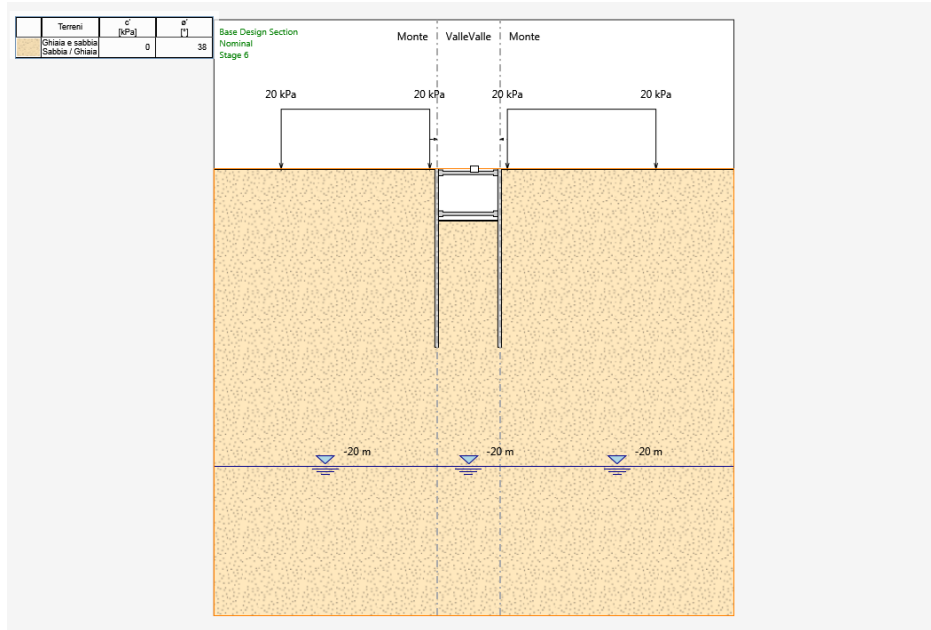 Terreni
c'
[kPa]
ø'
[°]
Ghiaia e sabbia
Sabbia / Ghiaia
0
38
Base Design Section
Nominal
Stage 6
Monte
ValleValle
Monte
20 kPa
20 kPa
20 kPa
20 kPa
-20 m
-20 m
-20 m